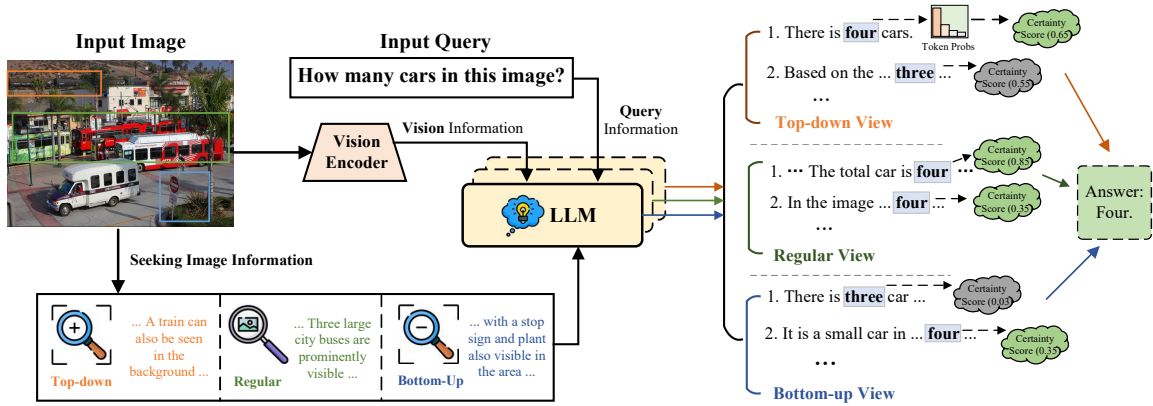 Input Image
Input Query
How many cars in this image?
Vision
Encoder
Vision Information
Query
Information
LLM
Seeking Image Information
... A train can
also be seen
in the
background ...
Top-down
... Three large
city buses are
prominently
visible ...
Regular
... with a stop
sign and plant
also visible in
the area ...
Bottom-Up
1. There is four cars.
Token Probs
Certainty
Score (0.65)
2. Based on the ... three ...
Certainty
Score (0.55)
...
Top-down View
1. ... The total car is four ...
Certainty
Score (0.85)
2. In the image ... four ...
Certainty
Score (0.35)
...
Regular View
1. There is three car ...
Certainty
Score (0.03)
2. It is a small car in ... four ...
Certainty
Score (0.35)
...
Bottom-up View
Answer:
Four.